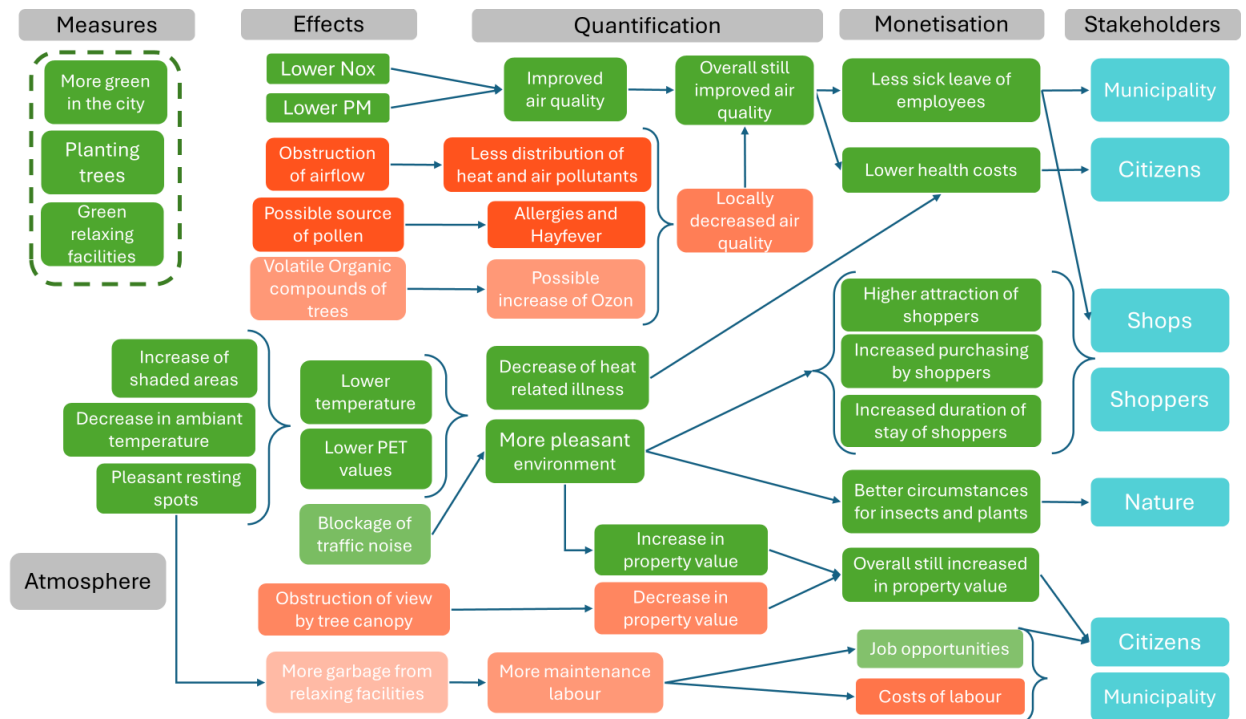 Measures
Effects
Quantification
Monetisation
Stakeholders
More green
in the city
Planting
trees
Green
relaxing
facilities
Lower Nox
Lower PM
Improved
air quality
Overall still
improved air
quality
Less sick leave of
employees
Municipality
Obstruction
of airflow
Less distribution of
heat and air pollutants
Lower health costs
Citizens
Possible source
of pollen
Allergies and
Hayfever
Locally
decreased air
quality
Volatile Organic
compounds of
trees
Possible
increase of Ozon
Increase of
shaded areas
Decrease in ambiant
temperature
Pleasant resting
spots
Lower
temperature
Lower PET
values
Blockage of
traffic noise
Decrease of heat
related illness
More pleasant
environment
Higher attraction of
shoppers
Increased purchasing
by shoppers
Increased duration of
stay of shoppers
Shops
Shoppers
Better circumstances
for insects and plants
Nature
Atmosphere
Increase in
property value
Overall still increased
in property value
Obstruction of view
by tree canopy
Decrease in
property value
Citizens
More garbage from
relaxing facilities
More maintenance
labour
Job opportunities
Costs of labour
Municipality